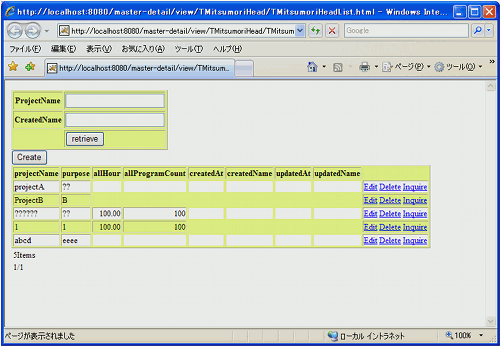 http://localhost:8080/master-detail/view/TMitsumoriHead/TMitsumoriHeadList.html - Windows Inte...
http://localhost:8080/master-detail/view/TMitsumoriHead/TMitsum Google
ファイル(F) 編集(E) 表示(V) お気に入り(A) ツール(T) ヘルプ(H)
http://localhost:8080/master-detail/view/TMitsum... ページ(P) ツール(O)
ProjectName
CreatedName
retrieve
Create
projectName purpose allHour allProgramCount createdAt createdName updatedAt updatedName
projectA ?? Edit Delete Inquire
ProjectB B Edit Delete Inquire
?????? ?? 100.00 100 Edit Delete Inquire
1 1 100.00 100 Edit Delete Inquire
abcd eeee Edit Delete Inquire
5Items
1/1
ページが表示されました ローカル イントラネット 100%